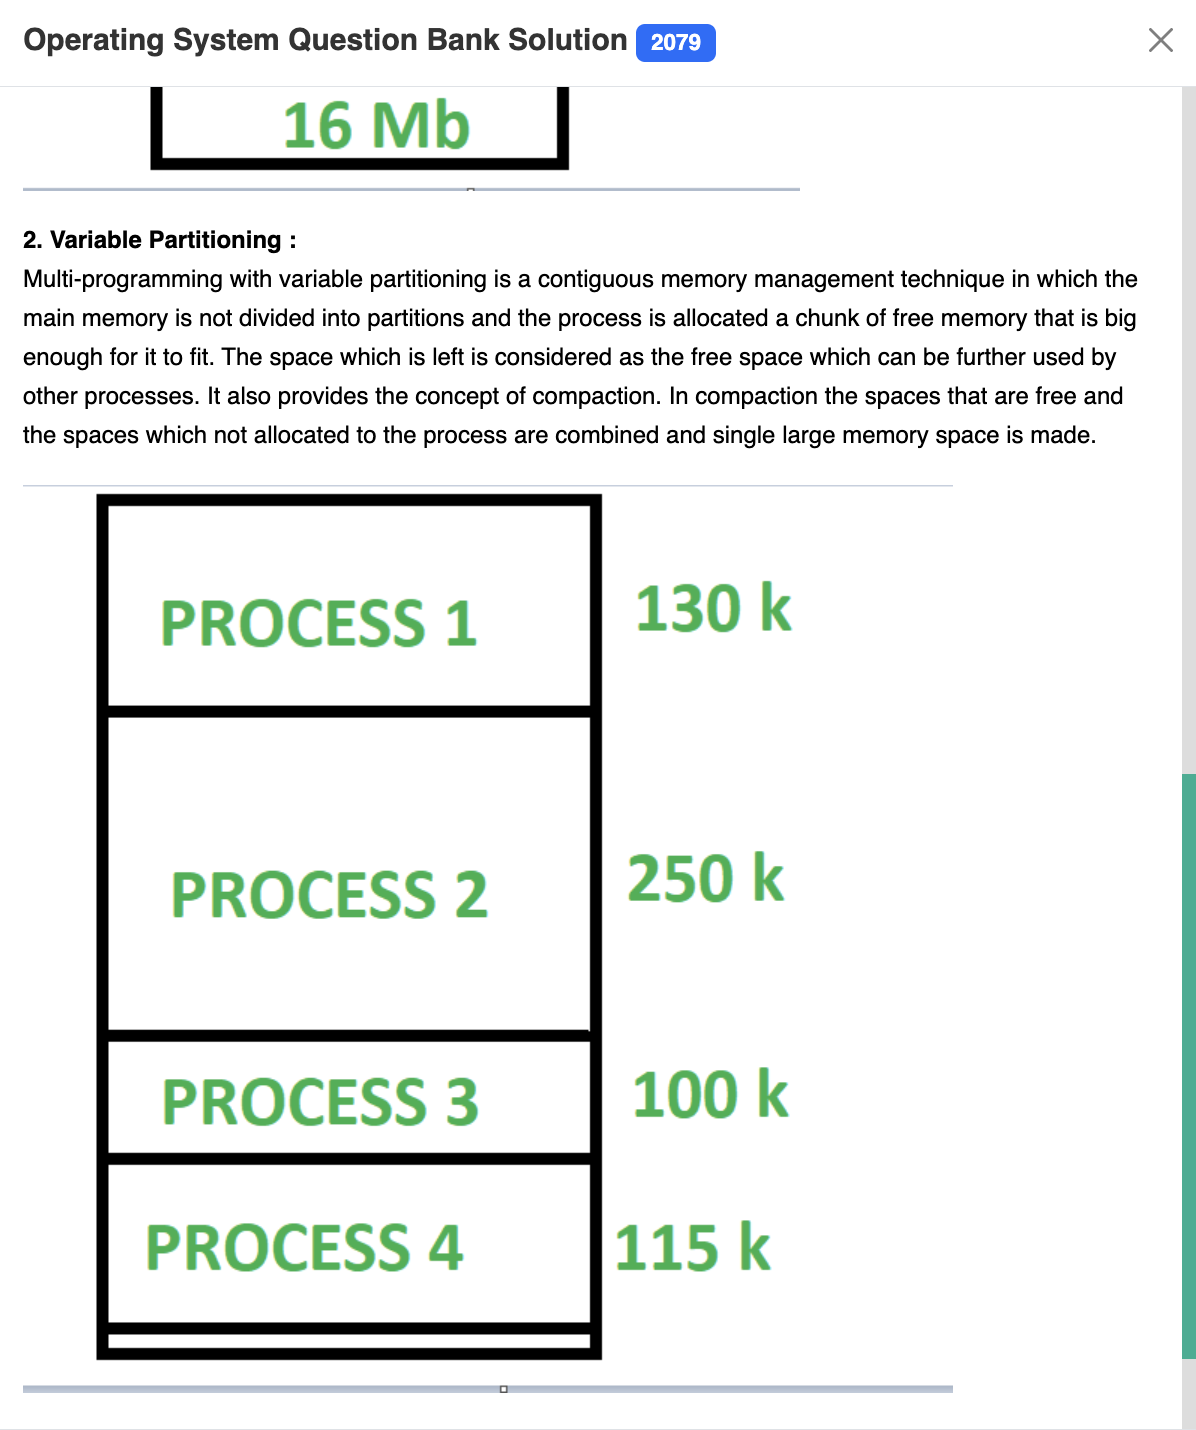 Operating System Question Bank Solution 2079
16 Mb
2. Variable Partitioning :
Multi-programming with variable partitioning is a contiguous memory management technique in which the
main memory is not divided into partitions and the process is allocated a chunk of free memory that is big
enough for it to fit. The space which is left is considered as the free space which can be further used by
other processes. It also provides the concept of compaction. In compaction the spaces that are free and
the spaces which not allocated to the process are combined and single large memory space is made.
PROCESS 1 130 k
PROCESS 2 250 k
PROCESS 3 100 k
PROCESS 4 115 k